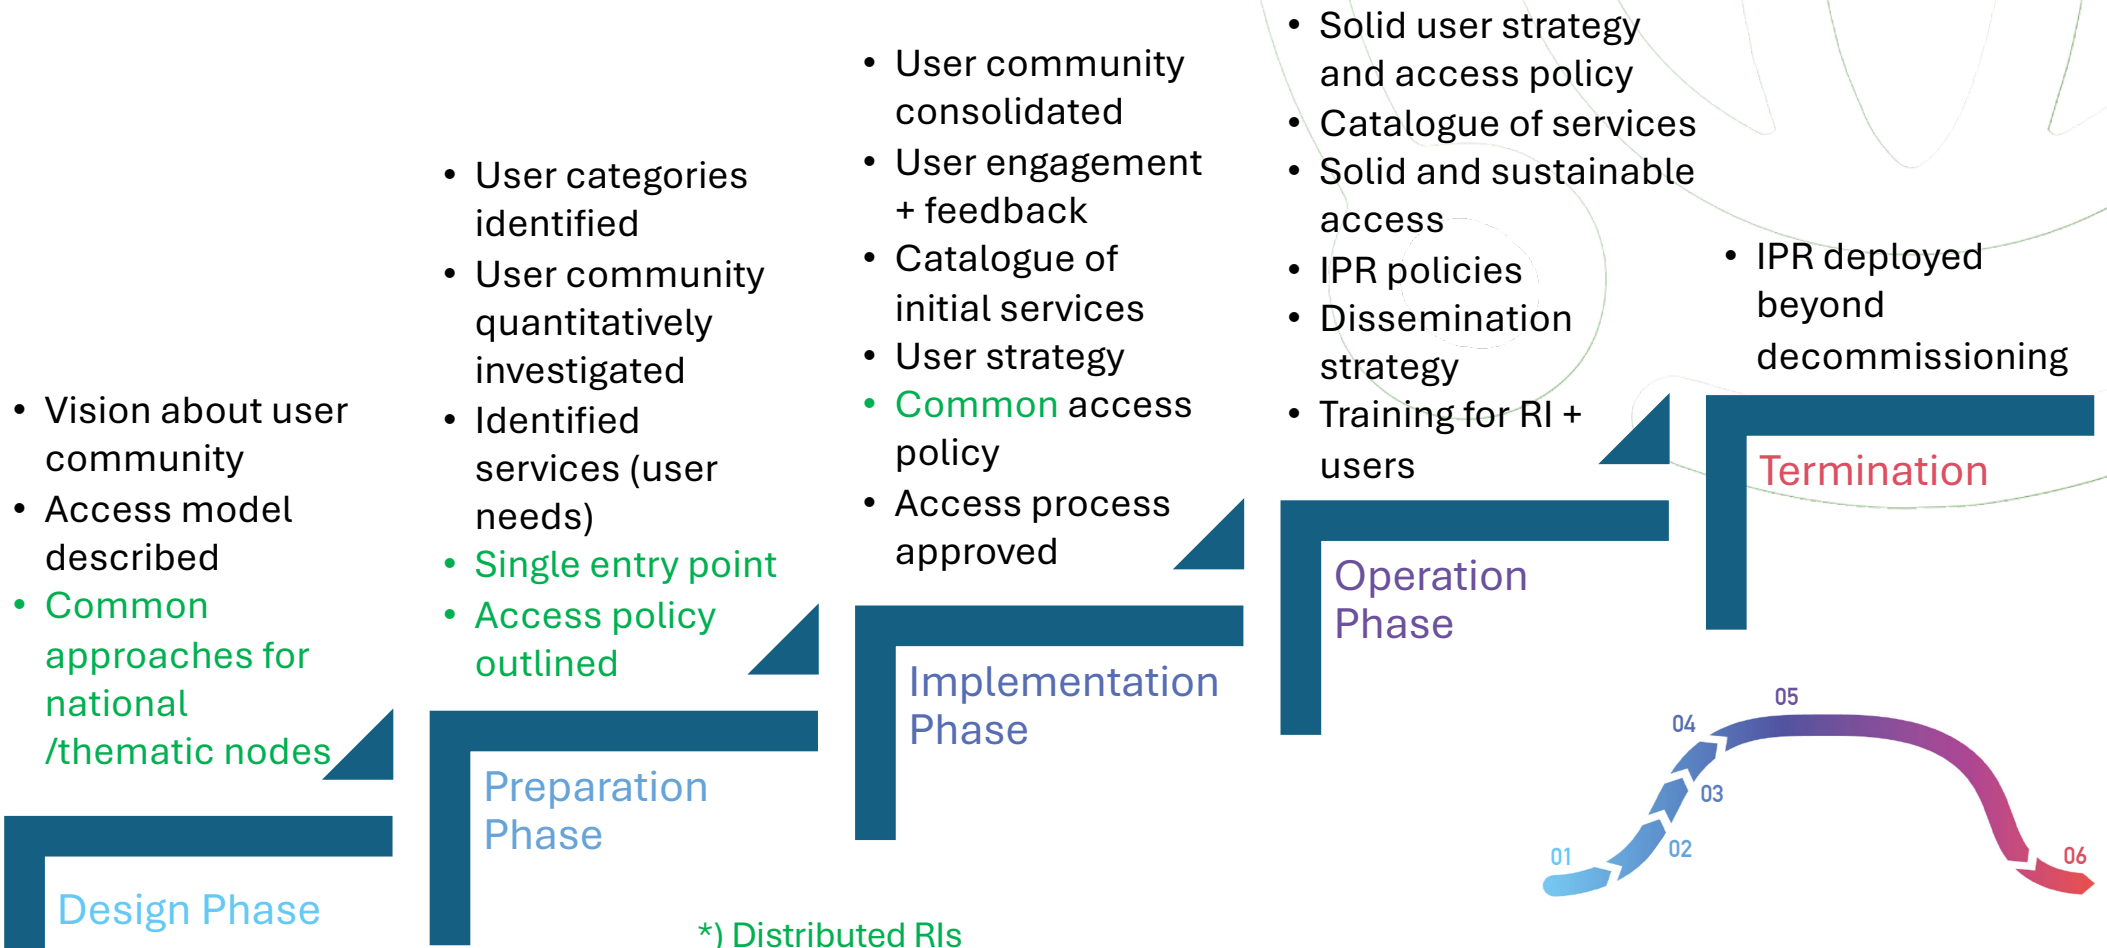 • Vision about user
community
• Access model
described
• Common
approaches for
national
/thematic nodes
Design Phase
• User categories
identified
• User community
quantitatively
investigated
• Identified
services (user
needs)
• Single entry point
• Access policy
outlined
Preparation
Phase
• User community
consolidated
• User engagement
+ feedback
• Catalogue of
initial services
• User strategy
• Common access
policy
• Access process
approved
Implementation
Phase
• Solid user strategy
and access policy
• Catalogue of services
• Solid and sustainable
access
• IPR policies
• Dissemination
strategy
• Training for RI +
users
Operation
Phase
• IPR deployed
beyond
decommissioning
Termination
01
02
03
04
05
06
*) Distributed RIs